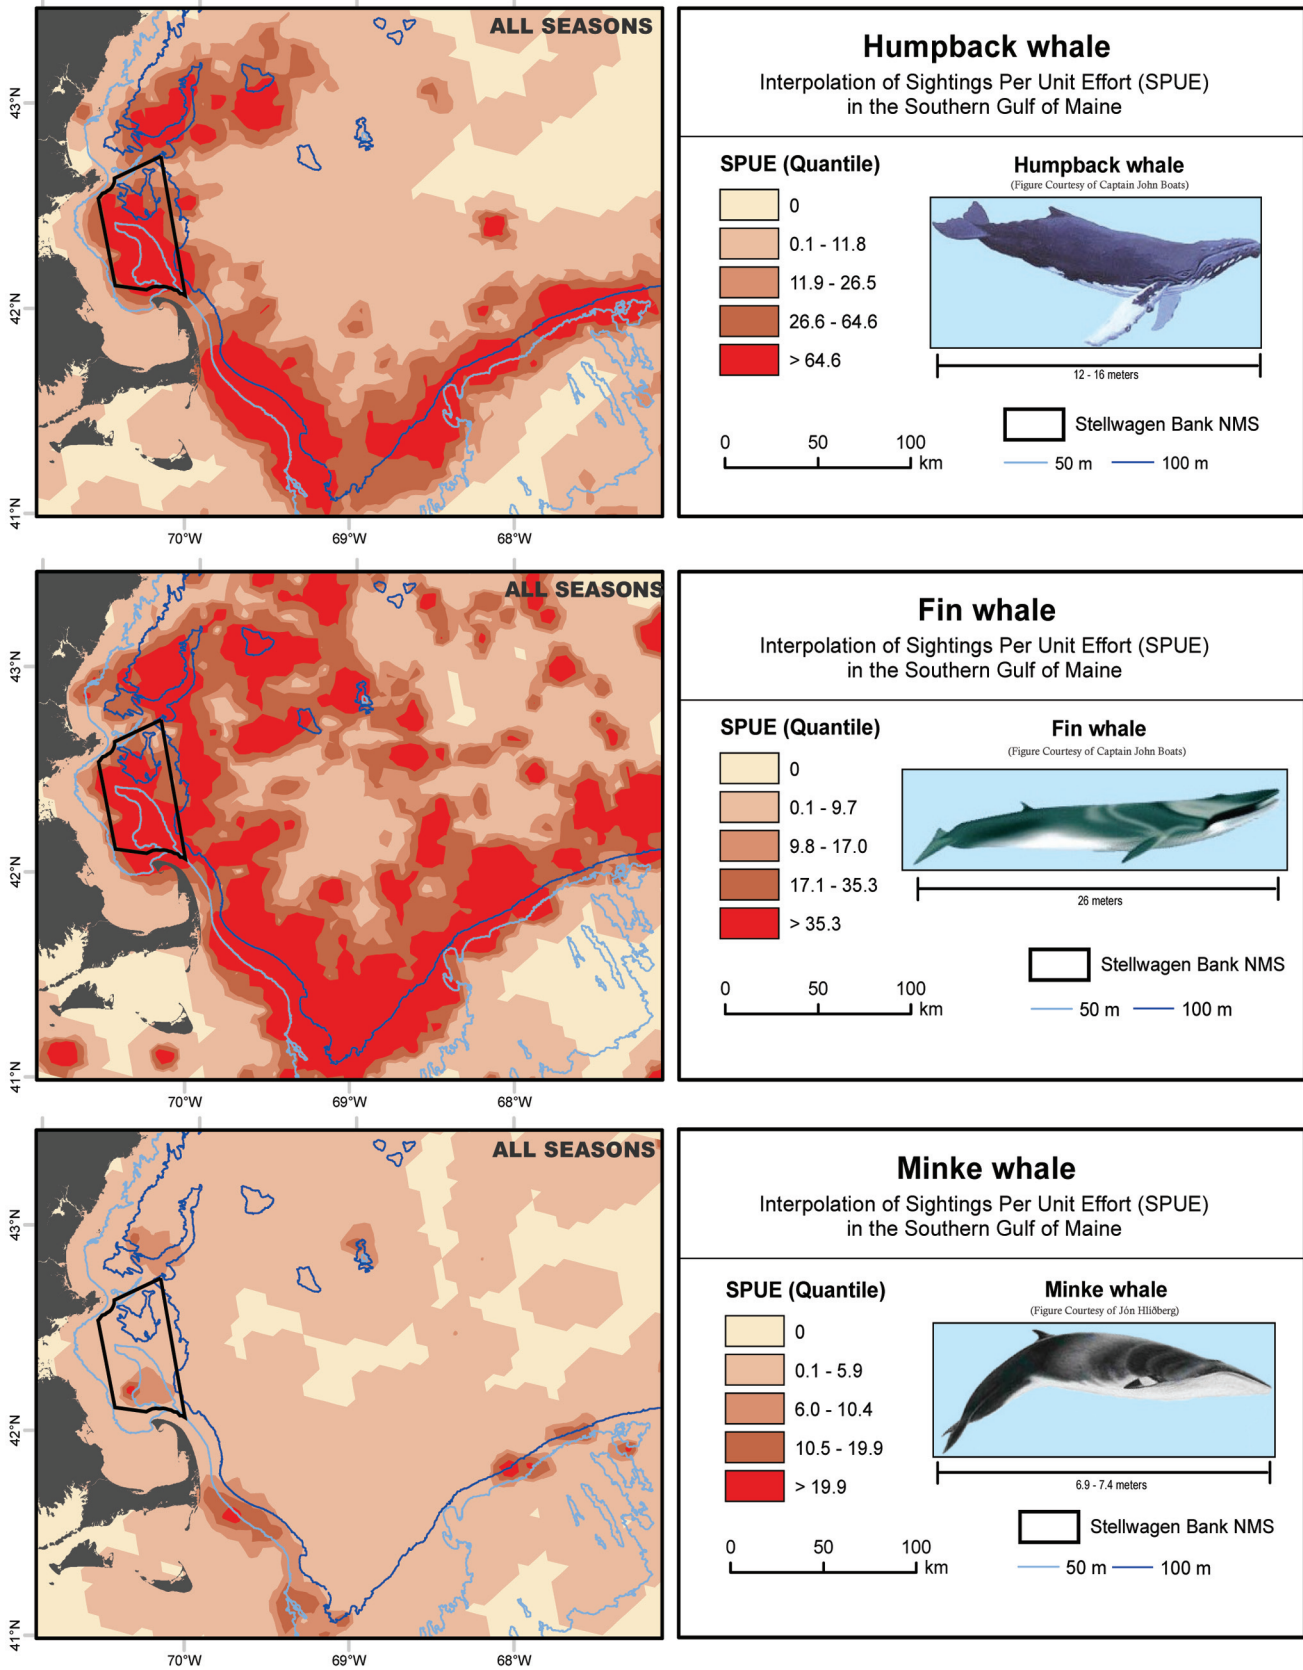 ALL SEASONS
43°N
42°N
41°N
70°W
69°W
68°W
Humpback whale
Interpolation of Sightings Per Unit Effort (SPUE)
in the Southern Gulf of Maine
SPUE (Quantile)
0
0.1 - 11.8
11.9 - 26.5
26.6 - 64.6
> 64.6
Humpback whale
(Figure Courtesy of Captain John Boats)
12 - 16 meters
0 50 100
km
Stellwagen Bank NMS
50 m 100 m
ALL SEASONS
43°N
42°N
41°N
70°W
69°W
68°W
Fin whale
Interpolation of Sightings Per Unit Effort (SPUE)
in the Southern Gulf of Maine
SPUE (Quantile)
0
0.1 - 9.7
9.8 - 17.0
17.1 - 35.3
> 35.3
Fin whale
(Figure Courtesy of Captain John Boats)
26 meters
0 50 100
km
Stellwagen Bank NMS
50 m 100 m
ALL SEASONS
43°N
42°N
41°N
70°W
69°W
68°W
Minke whale
Interpolation of Sightings Per Unit Effort (SPUE)
in the Southern Gulf of Maine
SPUE (Quantile)
0
0.1 - 5.9
6.0 - 10.4
10.5 - 19.9
> 19.9
Minke whale
(Figure Courtesy of Jón Hlíðberg)
6.9 - 7.4 meters
0 50 100
km
Stellwagen Bank NMS
50 m 100 m